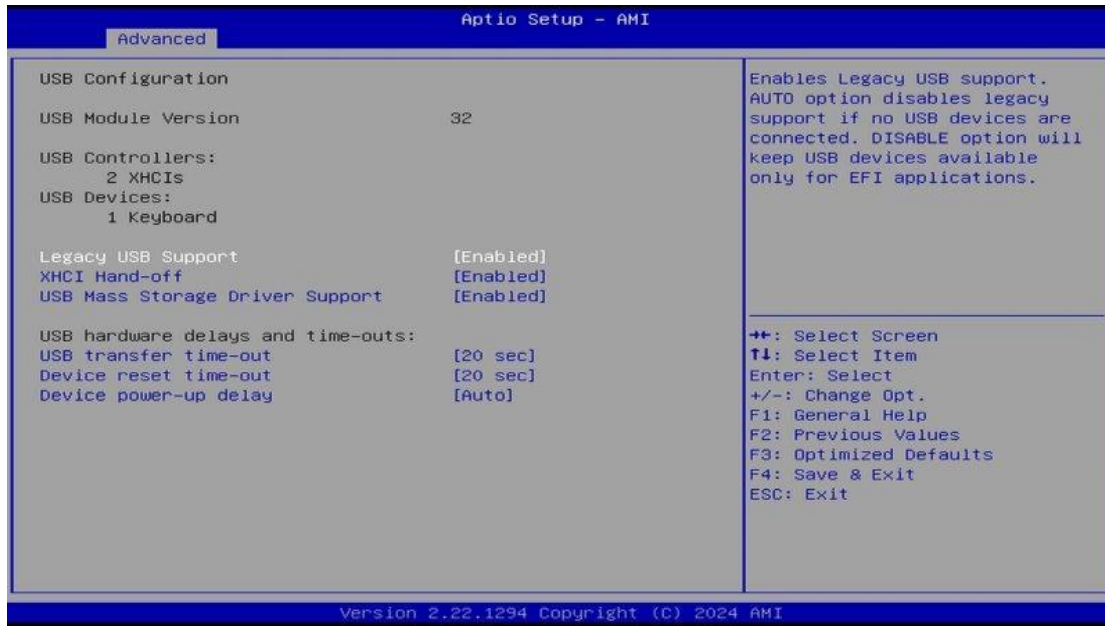 Aptio Setup - AMI
Advanced
USB Configuration
USB Module Version 32
USB Controllers:
2 XHCIs
USB Devices:
1 Keyboard
Legacy USB Support [Enabled]
XHCI Hand-off [Enabled]
USB Mass Storage Driver Support [Enabled]
USB hardware delays and time-outs:
USB transfer time-out [20 sec]
Device reset time-out [20 sec]
Device power-up delay [Auto]
Enables Legacy USB support.
AUTO option disables legacy
support if no USB devices are
connected. DISABLE option will
keep USB devices available
only for EFI applications.
→←: Select Screen
↑↓: Select Item
Enter: Select
+/-: Change Opt.
F1: General Help
F2: Previous Values
F3: Optimized Defaults
F4: Save & Exit
ESC: Exit
Version 2.22.1294 Copyright (C) 2024 AMI